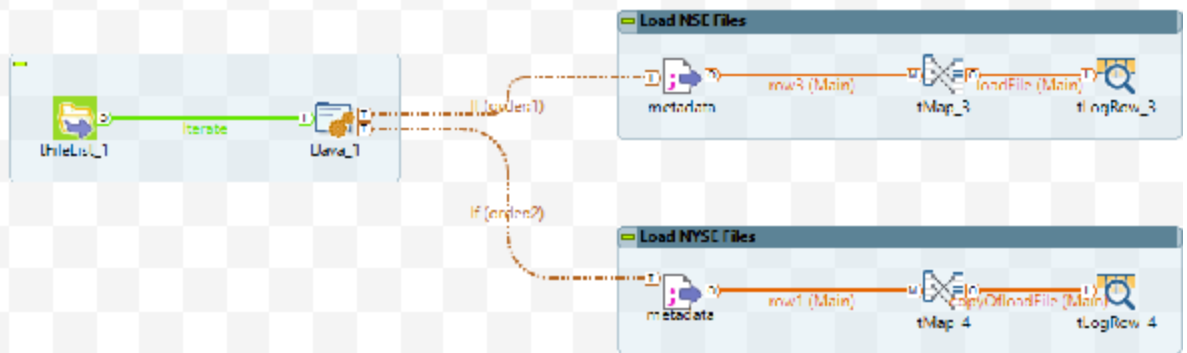 Load NSE Files
If (order1)
metadata
row3 (Main)
tMap_3
loadFile (Main)
tLogRow_3
Iterate
tFileList_1
tJava_1
If (order2)
Load NYSE Files
metadata
row1 (Main)
tMap_4
copyOfloadFile (Main)
tLogRow_4